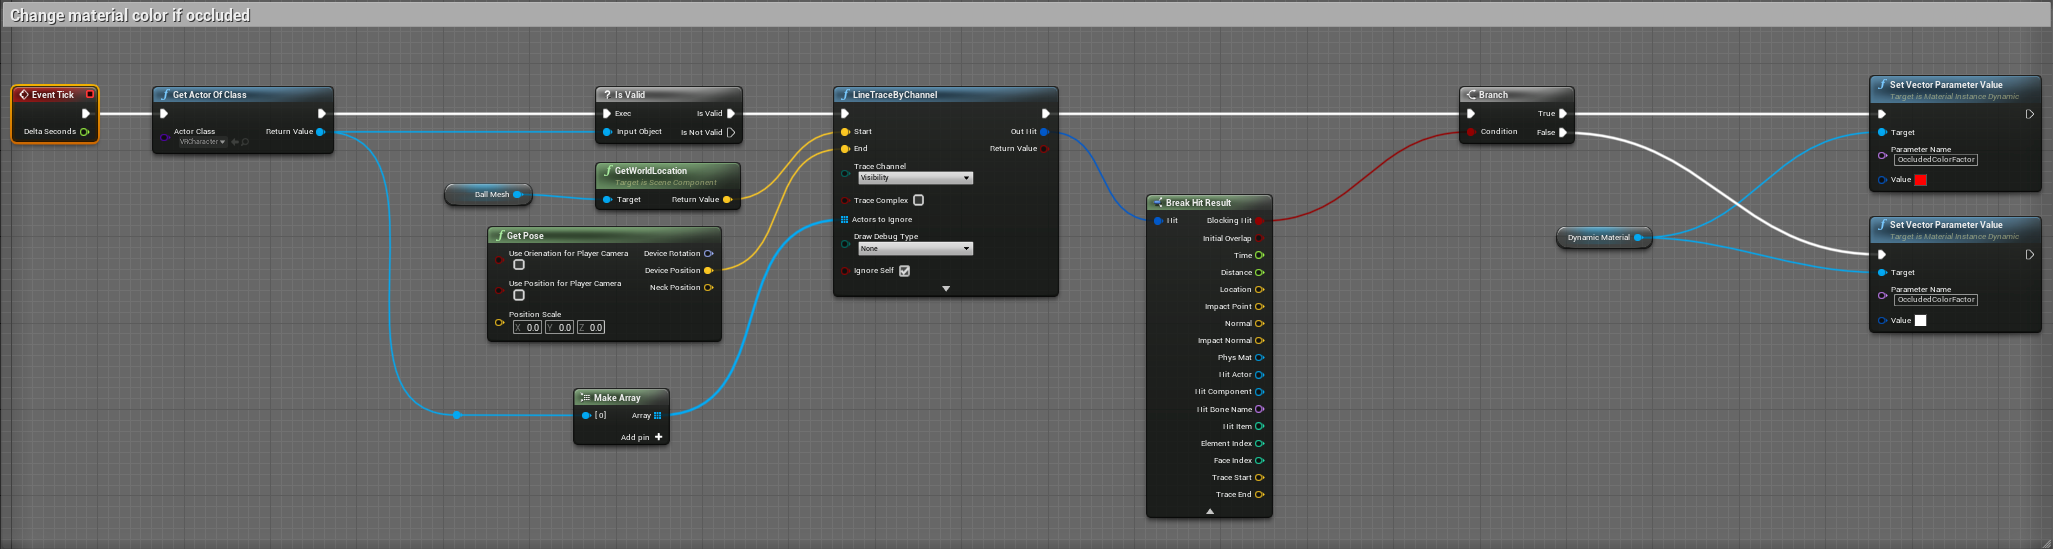 Change material color if occluded
Event Tick
Delta Seconds
Get Actor Of Class
Actor Class
VRCharacter
Return Value
Is Valid
Exec
Is Valid
Input Object
Is Not Valid
Ball Mesh
GetWorldLocation
Target is Scene Component
Target
Return Value
Get Pose
Use Orienation for Player Camera
Device Rotation
Device Position
Use Position for Player Camera
Neck Position
Position Scale
X 0.0 Y 0.0 Z 0.0
Make Array
[0]
Array
Add pin
LineTraceByChannel
Start
Out Hit
End
Return Value
Trace Channel
Visibility
Trace Complex
Actors to Ignore
Draw Debug Type
None
Ignore Self
Break Hit Result
Hit
Blocking Hit
Initial Overlap
Time
Distance
Location
Impact Point
Normal
Impact Normal
Phys Mat
Hit Actor
Hit Component
Hit Bone Name
Hit Item
Element Index
Face Index
Trace Start
Trace End
Branch
True
Condition
False
Dynamic Material
Set Vector Parameter Value
Target is Material Instance Dynamic
Target
Parameter Name
OccludedColorFactor
Value
Set Vector Parameter Value
Target is Material Instance Dynamic
Target
Parameter Name
OccludedColorFactor
Value